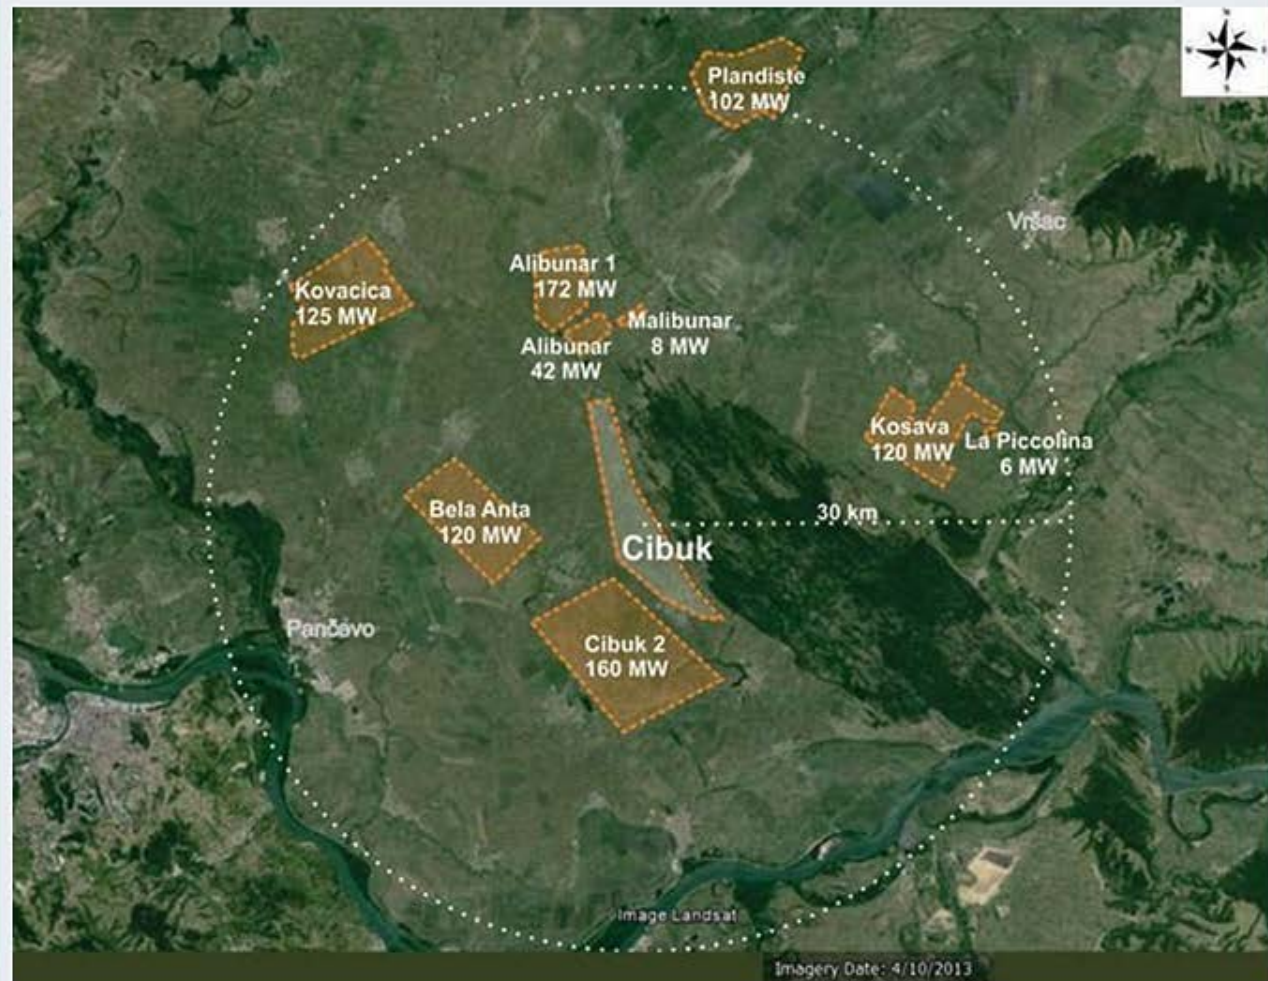 Plandiste
102 MW
Vršac
Alibunar 1
172 MW
Kovacica
125 MW
Malibunar
8 MW
Alibunar
42 MW
Kosava
120 MW
La Piccolina
6 MW
Bela Anta
120 MW
30 km
Cibuk
Pančevo
Cibuk 2
160 MW
Image Landsat
Imagery Date: 4/10/2013